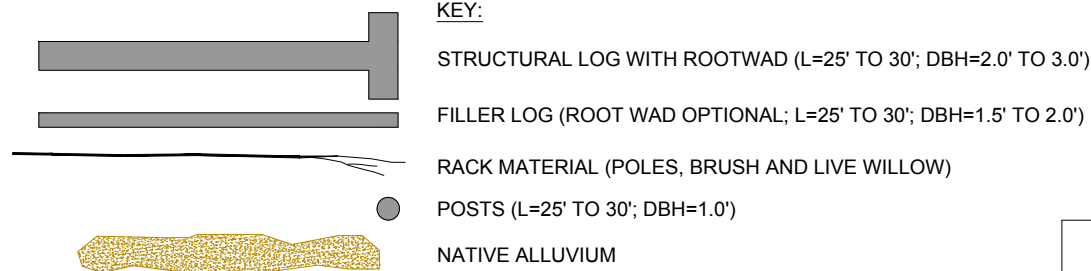 KEY:
STRUCTURAL LOG WITH ROOTWAD (L=25' TO 30'; DBH=2.0' TO 3.0')
FILLER LOG (ROOT WAD OPTIONAL; L=25' TO 30'; DBH=1.5' TO 2.0')
RACK MATERIAL (POLES, BRUSH AND LIVE WILLOW)
POSTS (L=25' TO 30'; DBH=1.0')
NATIVE ALLUVIUM